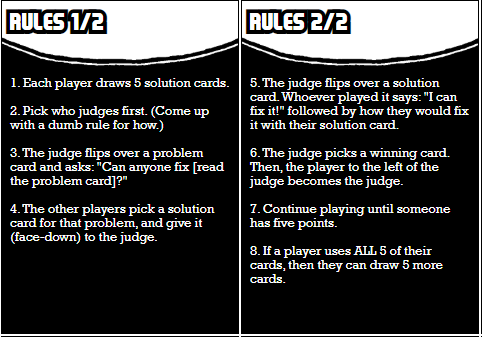 RULES 1/2
1. Each player draws 5 solution cards.
2. Pick who judges first. (Come up
with a dumb rule for how.)
3. The judge flips over a problem
card and asks: "Can anyone fix [read
the problem card]?"
4. The other players pick a solution
card for that problem, and give it
(face-down) to the judge.
RULES 2/2
5. The judge flips over a solution
card. Whoever played it says: "I can
fix it!" followed by how they would fix
it with their solution card.
6. The judge picks a winning card.
Then, the player to the left of the
judge becomes the judge.
7. Continue playing until someone
has five points.
8. If a player uses ALL 5 of their
cards, then they can draw 5 more
cards.